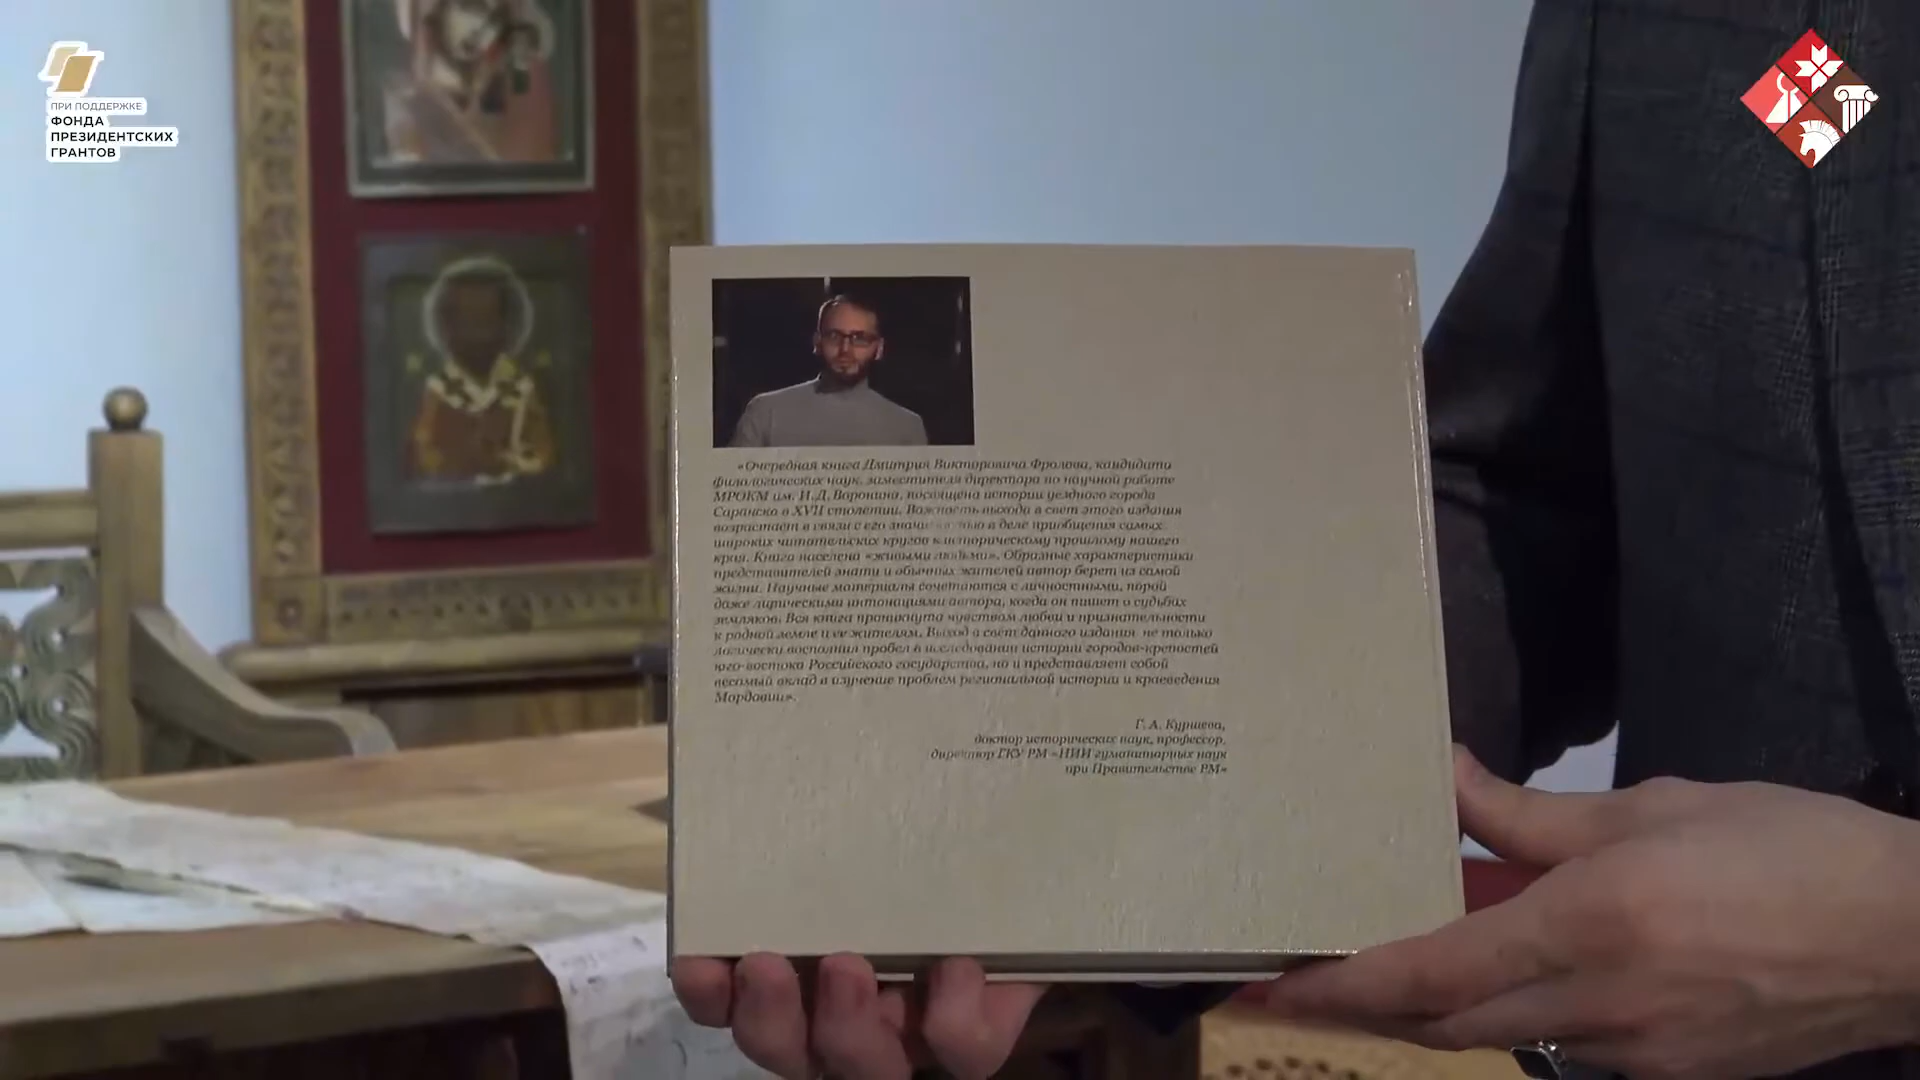 ПРИ ПОДДЕРЖКЕ
ФОНДА
ПРЕЗИДЕНТСКИХ
ГРАНТОВ
«Очередная книга Дмитрия Викторовича Фролова, кандидата
филологических наук, заместителя директора по научной работе
МРОКМ им. И.Д. Воронина, посвящена истории уездного города
Саранска в XVII столетии. Важность выхода в свет этого издания
возрастает в связи с его значимостью в деле приобщения самых
широких читательских кругов к историческому прошлому нашего
края. Книга населена «живыми людьми». Образные характеристики
представителей знати и обычных жителей автор берет из самой
жизни. Научные материалы сочетаются с личностными, порой
даже лирическими интонациями автора, когда он пишет о судьбах
земляков. Вся книга проникнута чувством любви и признательности
к родной земле и ее жителям. Выход в свет данного издания не только
логически восполнил пробел в исследовании истории городов-крепостей
юго-востока Российского государства, но и представляет собой
весомый вклад в изучение проблем региональной истории и краеведения
Мордовии».
Г. А. Куршева,
доктор исторических наук, профессор,
директор ГКУ РМ «НИИ гуманитарных наук
при Правительстве РМ»